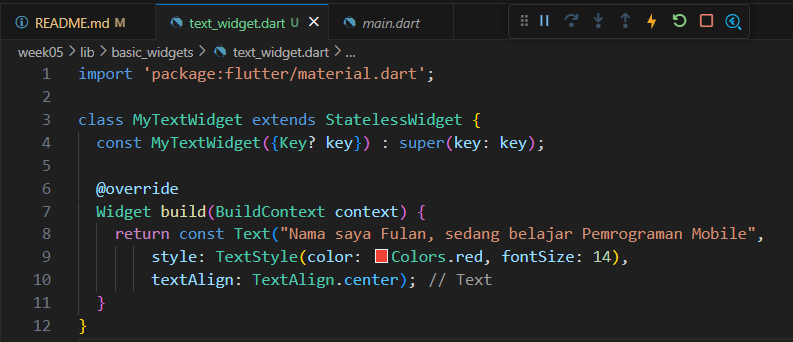 README.md M
text_widget.dart U
main.dart
week05 > lib > basic_widgets > text_widget.dart > ...
1 import 'package:flutter/material.dart';
2
3 class MyTextWidget extends StatelessWidget {
4 const MyTextWidget({Key? key}) : super(key: key);
5
6 @override
7 Widget build(BuildContext context) {
8 return const Text("Nama saya Fulan, sedang belajar Pemrograman Mobile",
9 style: TextStyle(color: Colors.red, fontSize: 14),
10 textAlign: TextAlign.center); // Text
11 }
12 }